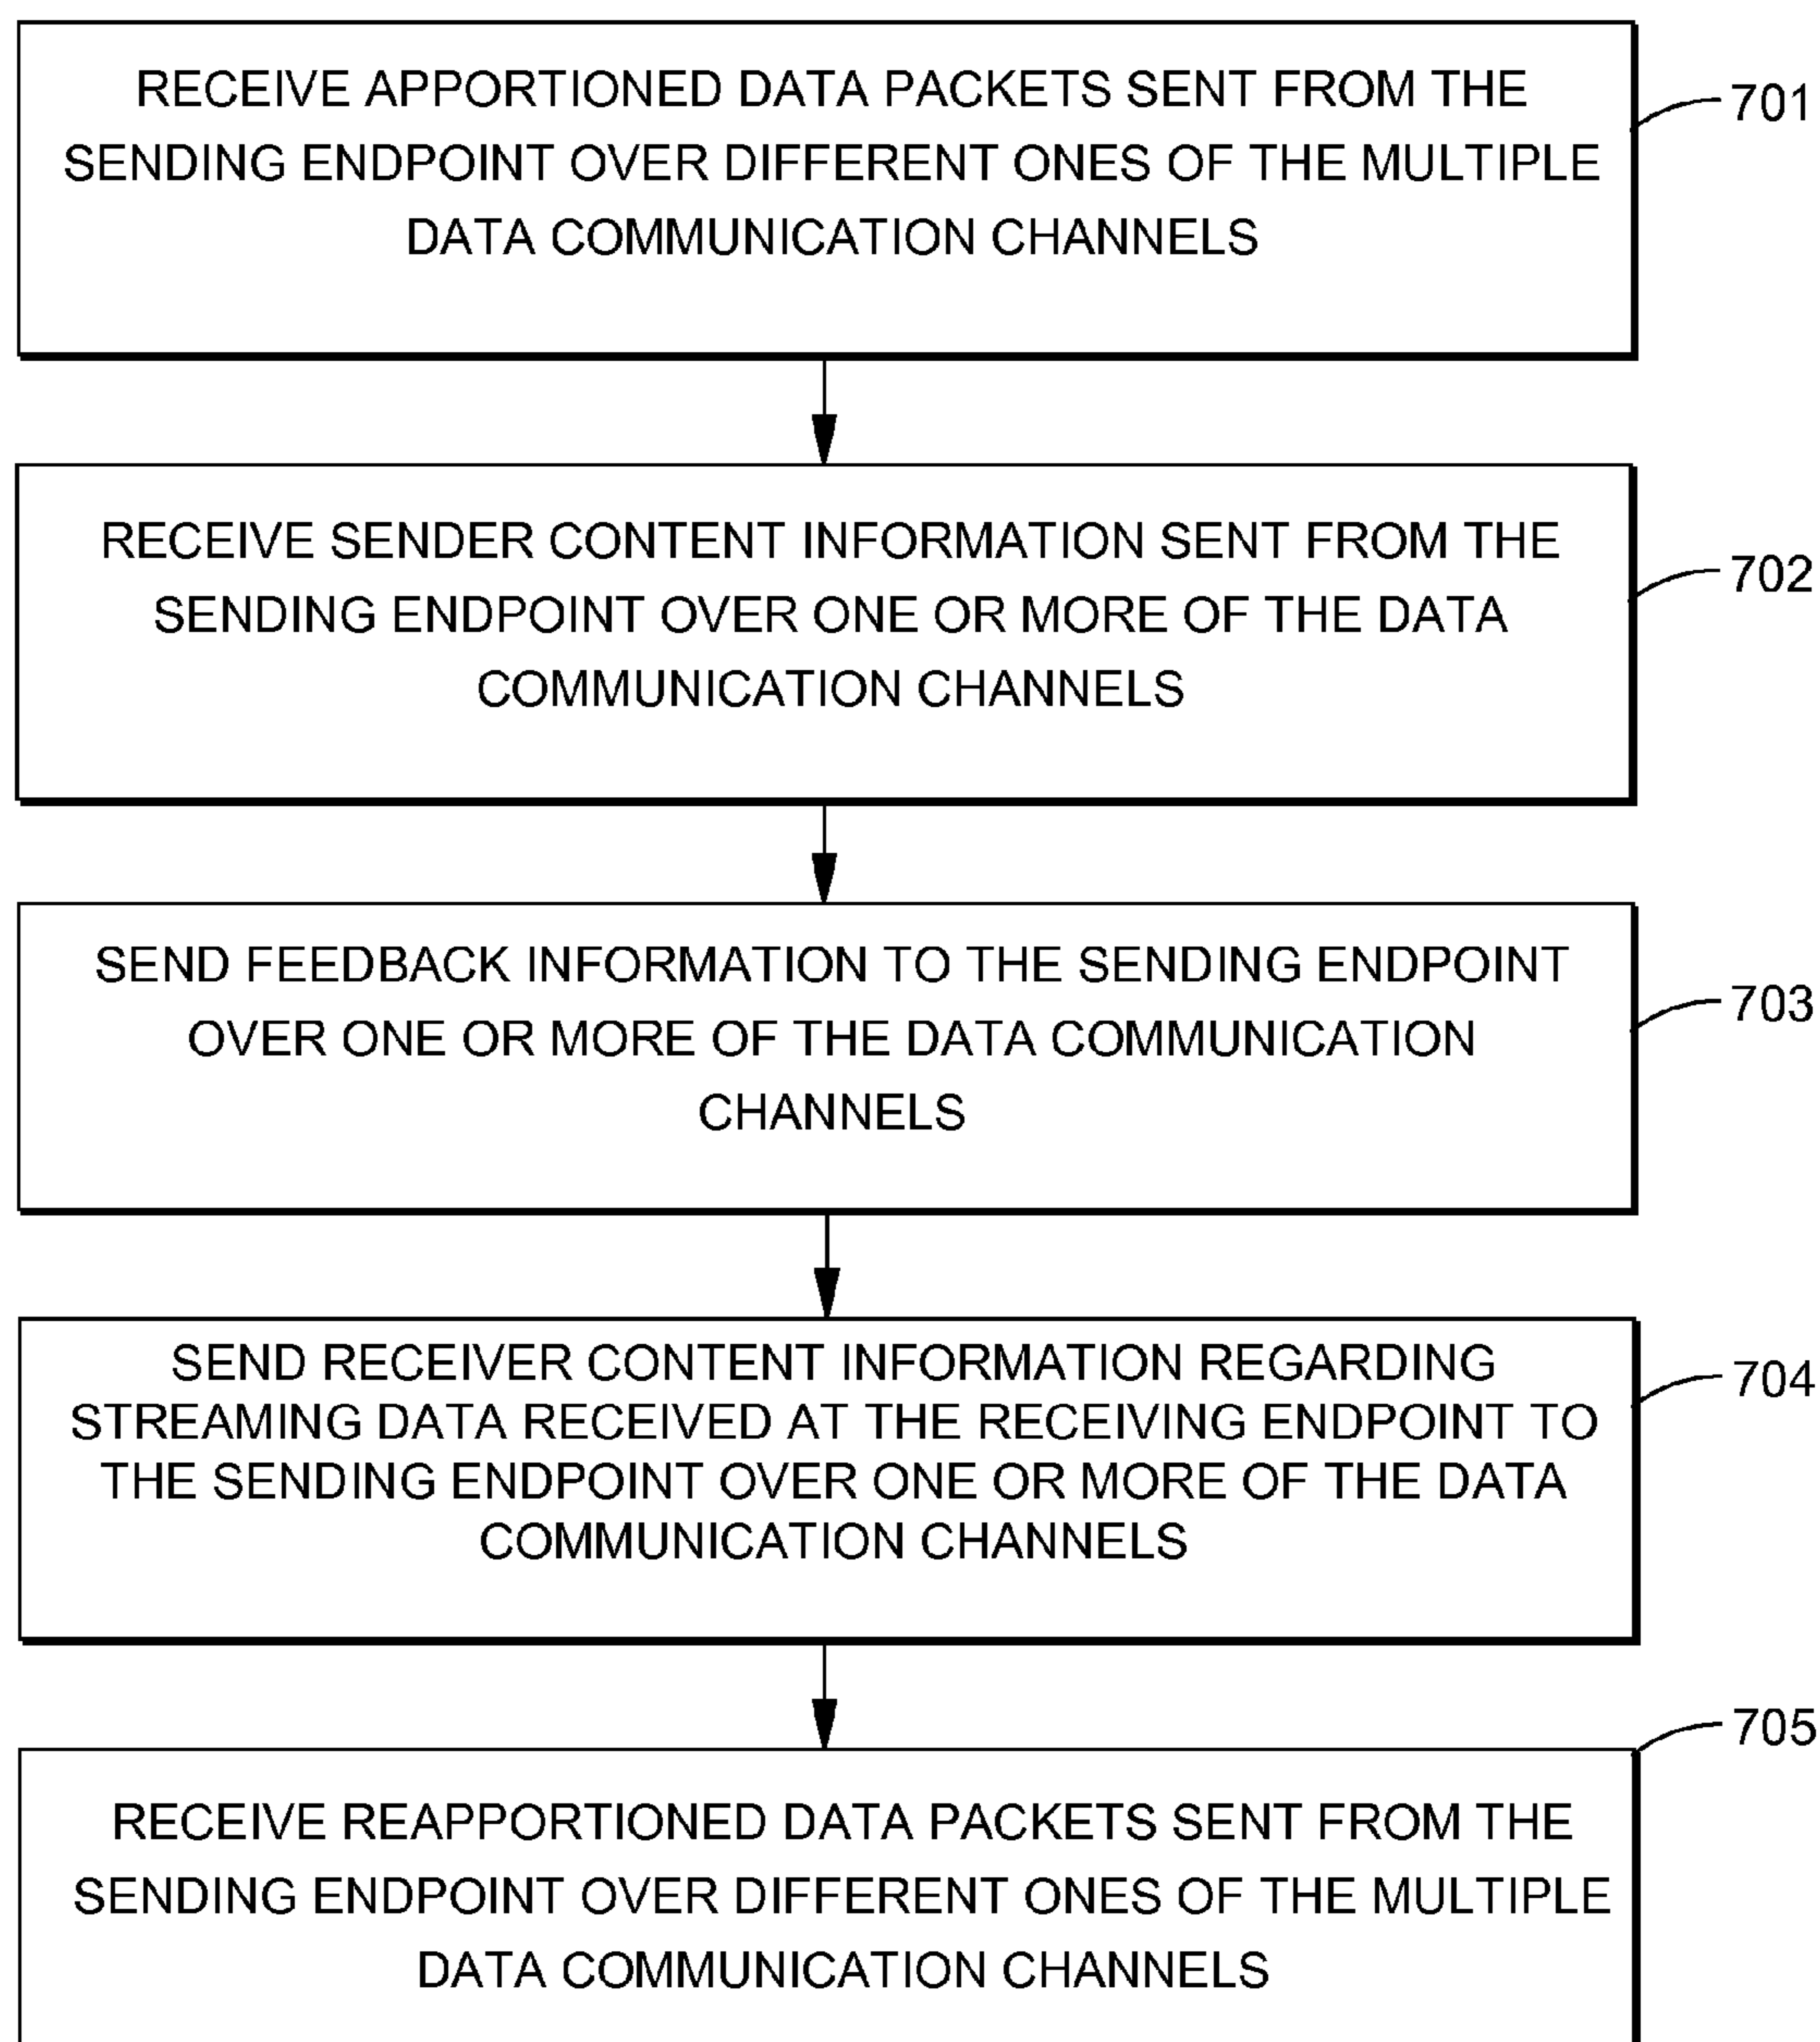 RECEIVE APPORTIONED DATA PACKETS SENT FROM THE
SENDING ENDPOINT OVER DIFFERENT ONES OF THE MULTIPLE
DATA COMMUNICATION CHANNELS
701
RECEIVE SENDER CONTENT INFORMATION SENT FROM THE
SENDING ENDPOINT OVER ONE OR MORE OF THE DATA
COMMUNICATION CHANNELS
702
SEND FEEDBACK INFORMATION TO THE SENDING ENDPOINT
OVER ONE OR MORE OF THE DATA COMMUNICATION
CHANNELS
703
SEND RECEIVER CONTENT INFORMATION REGARDING
STREAMING DATA RECEIVED AT THE RECEIVING ENDPOINT TO
THE SENDING ENDPOINT OVER ONE OR MORE OF THE DATA
COMMUNICATION CHANNELS
704
RECEIVE REAPPORTIONED DATA PACKETS SENT FROM THE
SENDING ENDPOINT OVER DIFFERENT ONES OF THE MULTIPLE
DATA COMMUNICATION CHANNELS
705